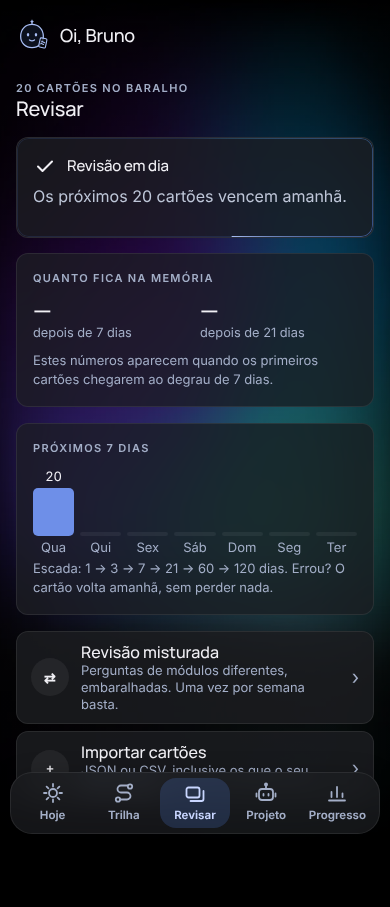 Oi, Bruno
20 CARTÕES NO BARALHO
Revisar
Revisão em dia
Os próximos 20 cartões vencem amanhã.
QUANTO FICA NA MEMÓRIA
— —
depois de 7 dias depois de 21 dias
Estes números aparecem quando os primeiros
cartões chegarem ao degrau de 7 dias.
PRÓXIMOS 7 DIAS
20
Qua Qui Sex Sáb Dom Seg Ter
Escada: 1 → 3 → 7 → 21 → 60 → 120 dias. Errou? O
cartão volta amanhã, sem perder nada.
Revisão misturada
Perguntas de módulos diferentes,
embaralhadas. Uma vez por semana
basta.
Importar cartões
JSON ou CSV, inclusive os que o seu
Hoje Trilha Revisar Projeto Progresso